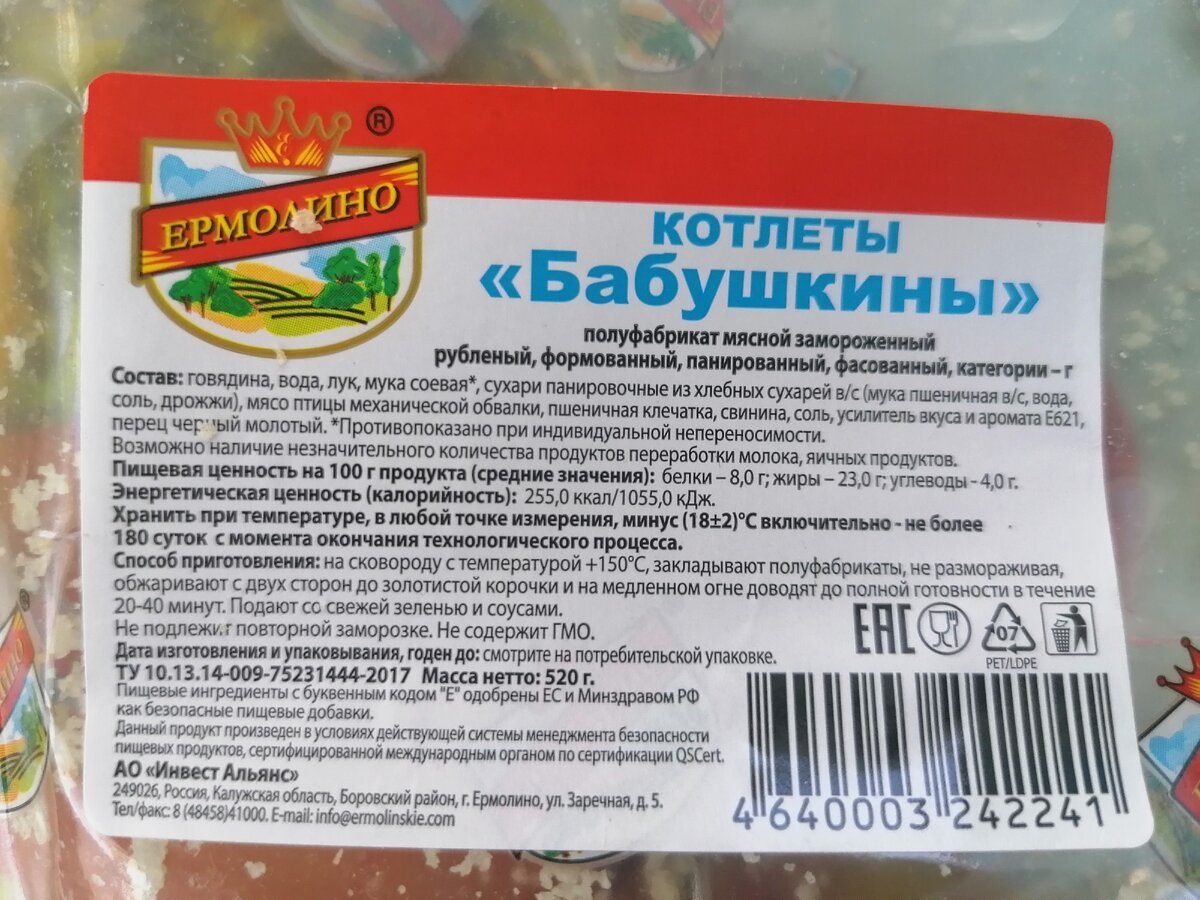 ®
ЕРМОЛИНО
КОТЛЕТЫ
«Бабушкины»
полуфабрикат мясной замороженный
рубленый, формованный, панированный, фасованный, категории – г
Состав: говядина, вода, лук, мука соевая*, сухари панировочные из хлебных сухарей в/с (мука пшеничная в/с, вода,
соль, дрожжи), мясо птицы механической обвалки, пшеничная клечатка, свинина, соль, усилитель вкуса и аромата Е621,
перец черный молотый. *Противопоказано при индивидуальной непереносимости.
Возможно наличие незначительного количества продуктов переработки молока, яичных продуктов.
Пищевая ценность на 100 г продукта (средние значения): белки – 8,0 г; жиры – 23,0 г; углеводы - 4,0 г.
Энергетическая ценность (калорийность): 255,0 ккал/1055,0 кДж.
Хранить при температуре, в любой точке измерения, минус (18±2)°С включительно - не более
180 суток с момента окончания технологического процесса.
Способ приготовления: на сковороду с температурой +150°С, закладывают полуфабрикаты, не размораживая,
обжаривают с двух сторон до золотистой корочки и на медленном огне доводят до полной готовности в течение
20-40 минут. Подают со свежей зеленью и соусами.
Не подлежит повторной заморозке. Не содержит ГМО.
Дата изготовления и упаковывания, годен до: смотрите на потребительской упаковке.
ТУ 10.13.14-009-75231444-2017 Масса нетто: 520 г.
Пищевые ингредиенты с буквенным кодом "Е" одобрены ЕС и Минздравом РФ
как безопасные пищевые добавки.
Данный продукт произведен в условиях действующей системы менеджмента безопасности
пищевых продуктов, сертифицированной международным органом по сертификации QSCert.
АО «Инвест Альянс»
249026, Россия, Калужская область, Боровский район, г. Ермолино, ул. Заречная, д. 5.
Тел/факс: 8 (48458)41000. E-mail: info@ermolinskie.com
ЕАС
07
PET/LDPE
4 640003 242241